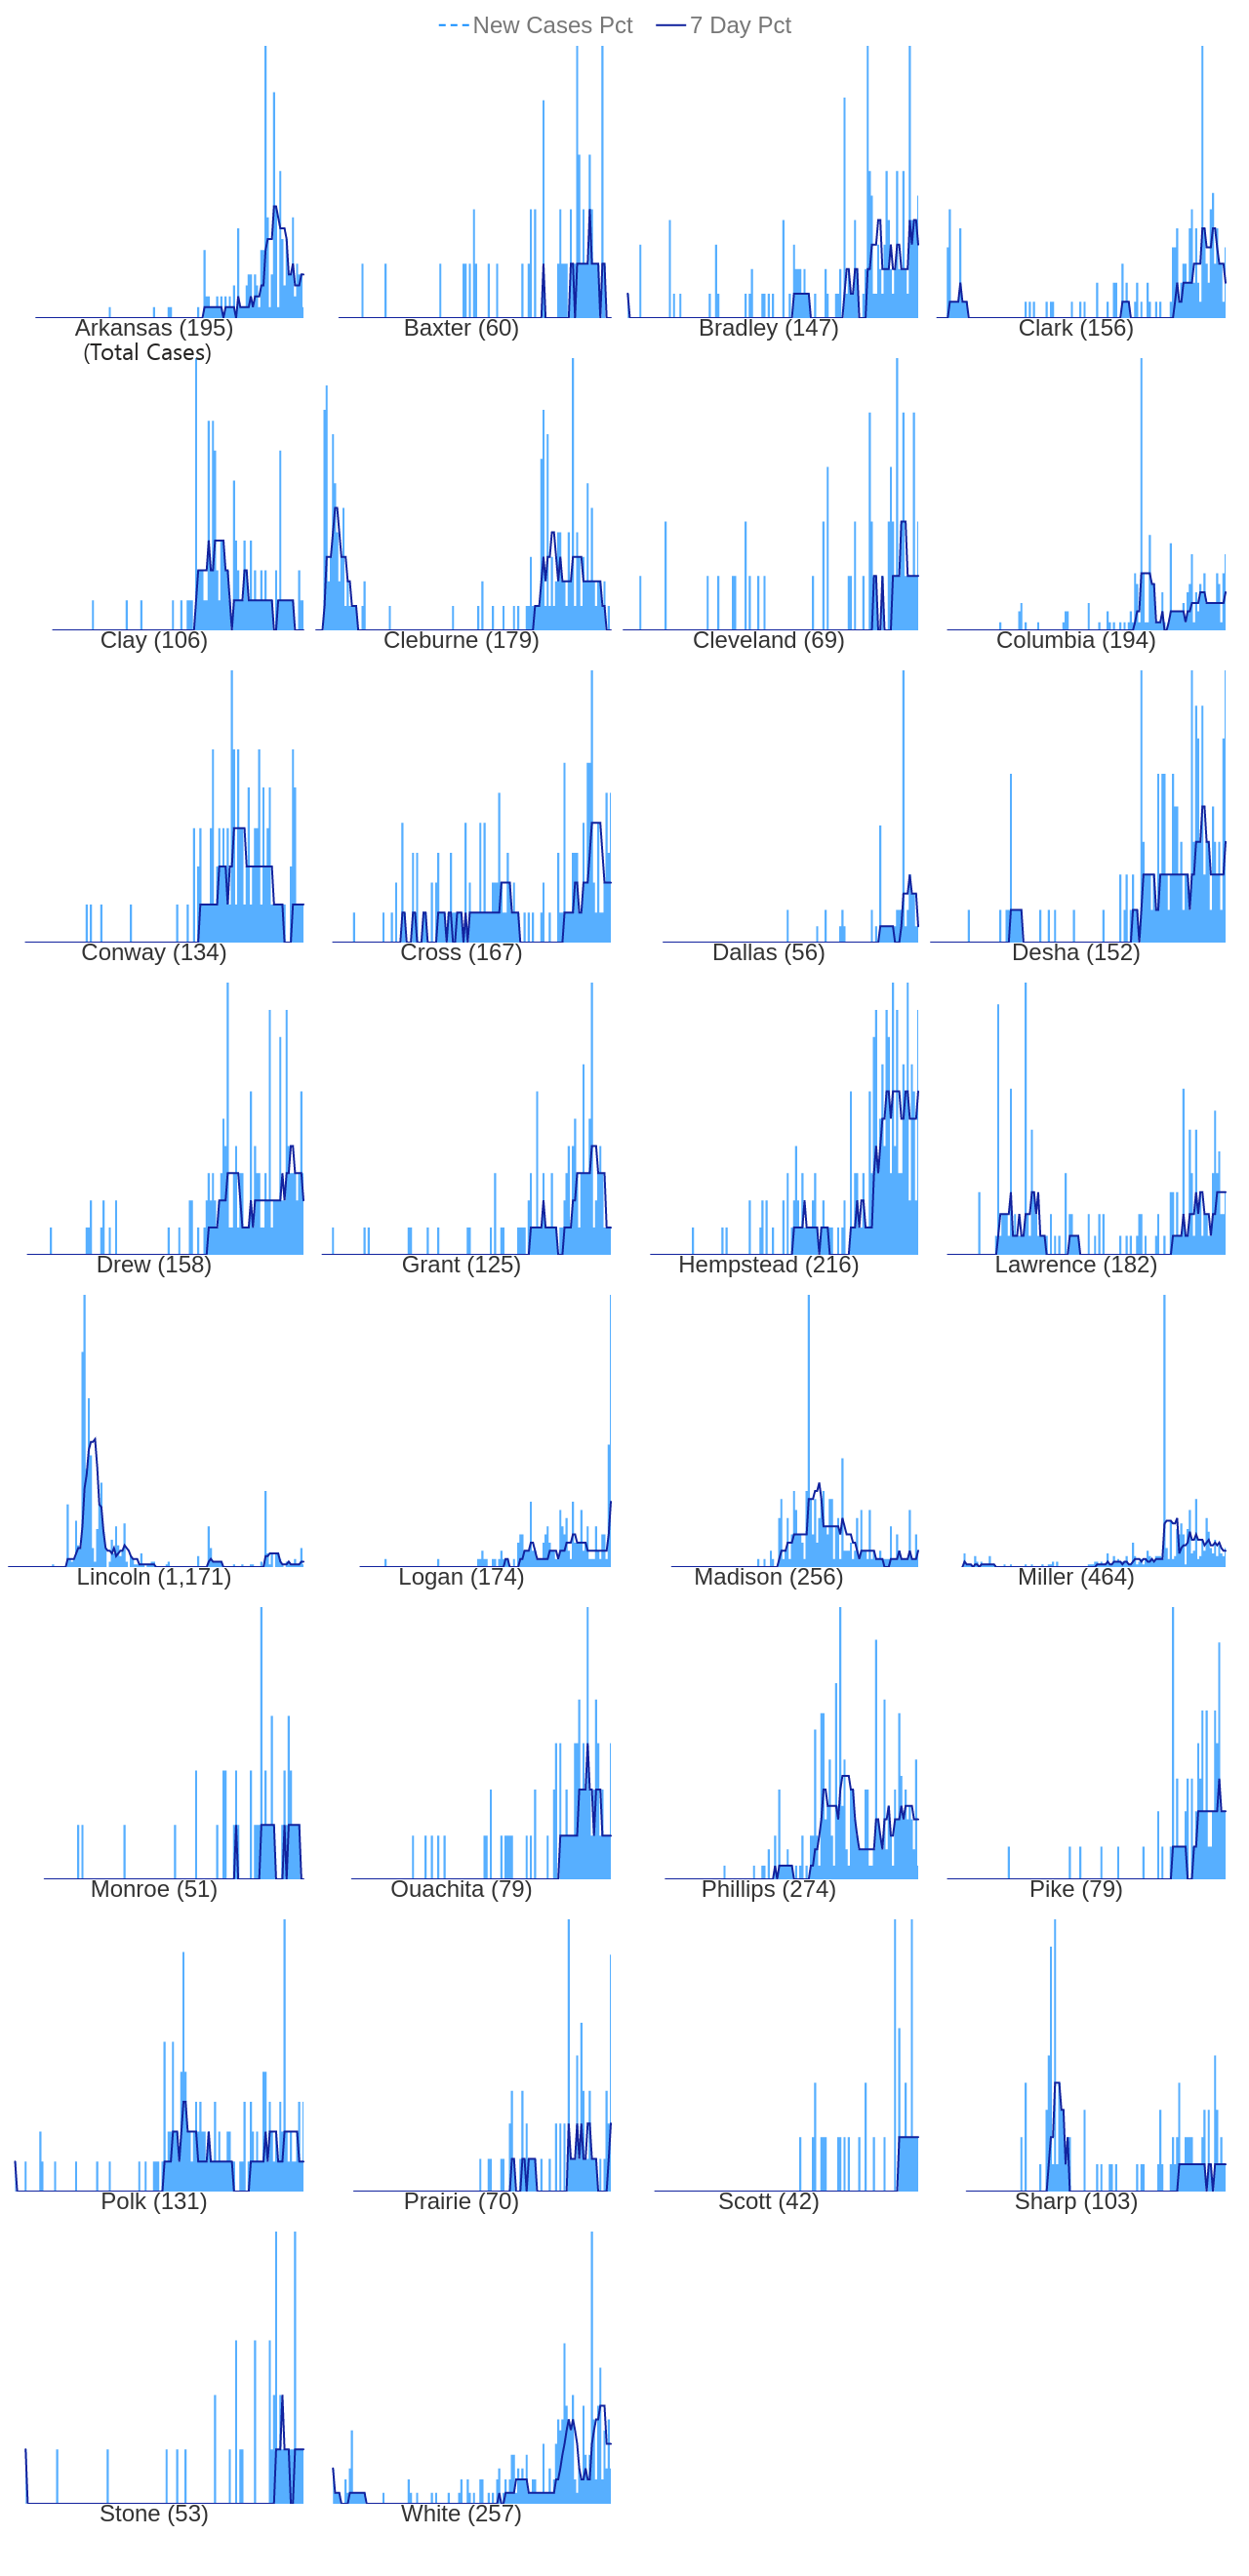 New Cases Pct 7 Day Pct
Arkansas (195) Baxter (60) Bradley (147) Clark (156)
(Total Cases)
Clay (106) Cleburne (179) Cleveland (69) Columbia (194)
Conway (134) Cross (167) Dallas (56) Desha (152)
Drew (158) Grant (125) Hempstead (216) Lawrence (182)
Lincoln (1,171) Logan (174) Madison (256) Miller (464)
Monroe (51) Ouachita (79) Phillips (274) Pike (79)
Polk (131) Prairie (70) Scott (42) Sharp (103)
Stone (53) White (257)